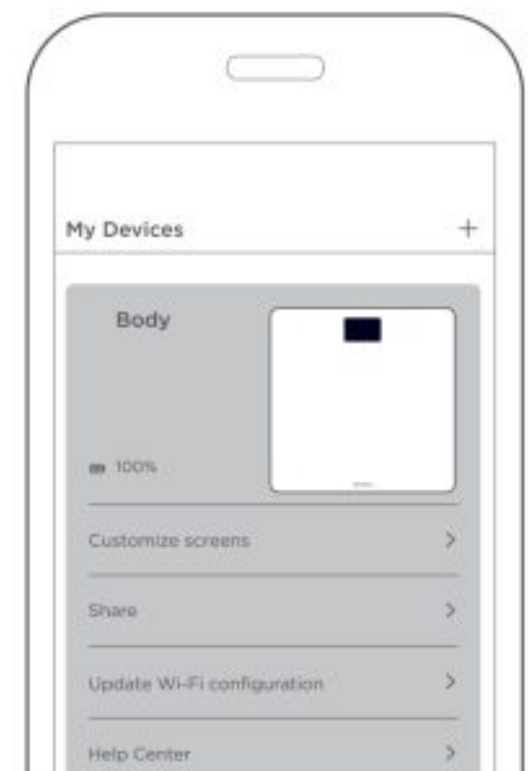 My Devices +
Body
100%
Customize screens >
Share >
Update Wi-Fi configuration >
Help Center >